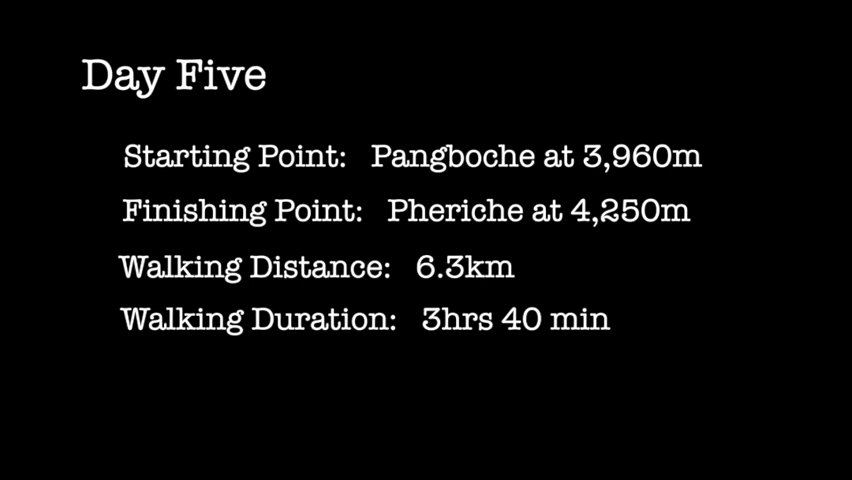 Day Five
Starting Point: Pangboche at 3,960m
Finishing Point: Pheriche at 4,250m
Walking Distance: 6.3km
Walking Duration: 3hrs 40 min